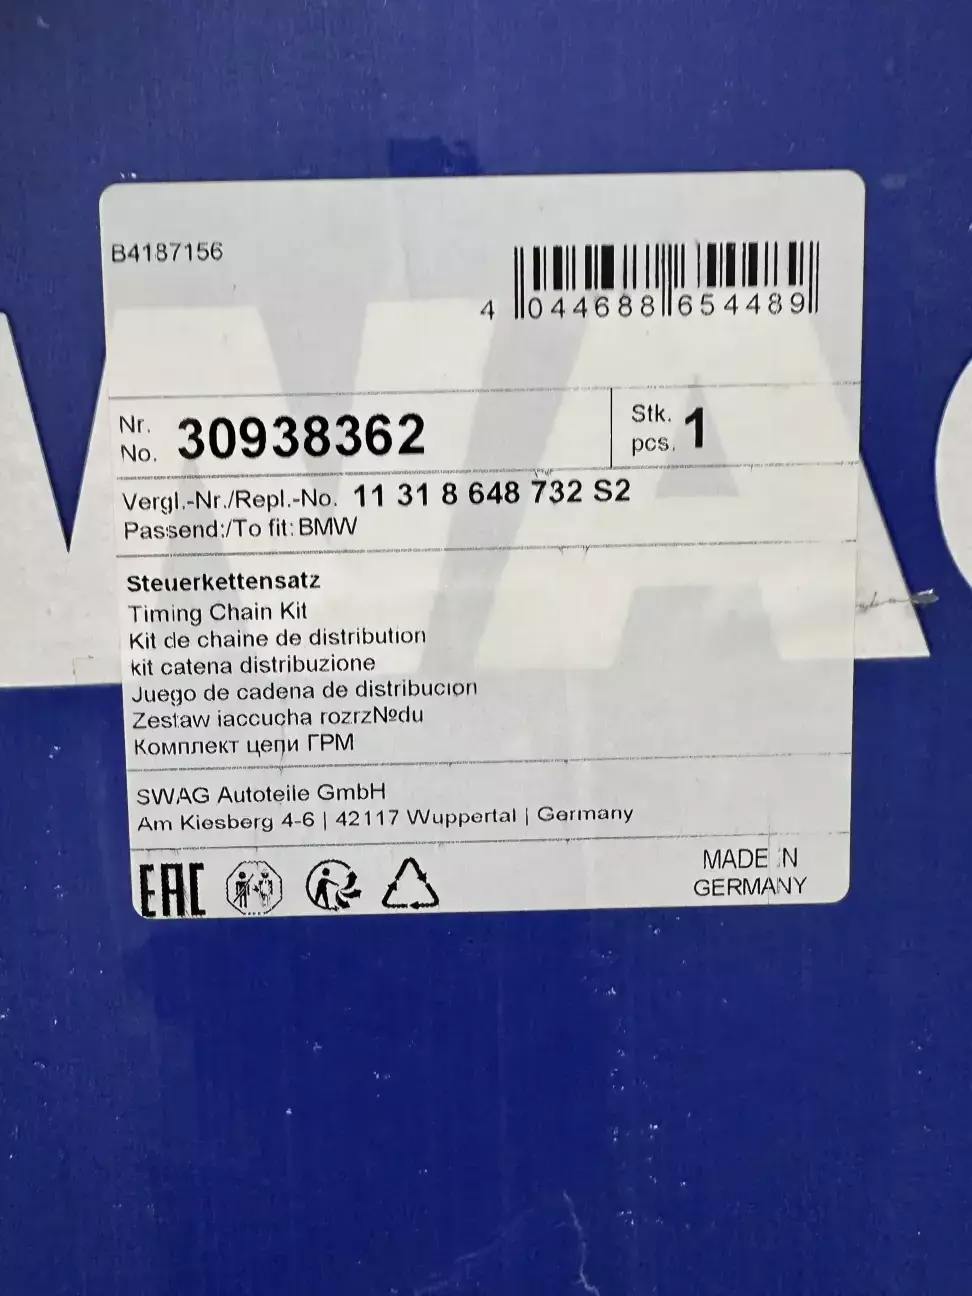 B4187156
4 044688 654489
Nr.
No. 30938362
Stk.
pcs. 1
Vergl.-Nr./Repl.-No. 11 31 8 648 732 S2
Passend:/To fit: BMW
Steuerkettensatz
Timing Chain Kit
Kit de chaine de distribution
kit catena distribuzione
Juego de cadena de distribucion
Zestaw iaccucha rozrz№du
Комплект цепи ГРМ
SWAG Autoteile GmbH
Am Kiesberg 4-6 | 42117 Wuppertal | Germany
EAC
MADE IN
GERMANY